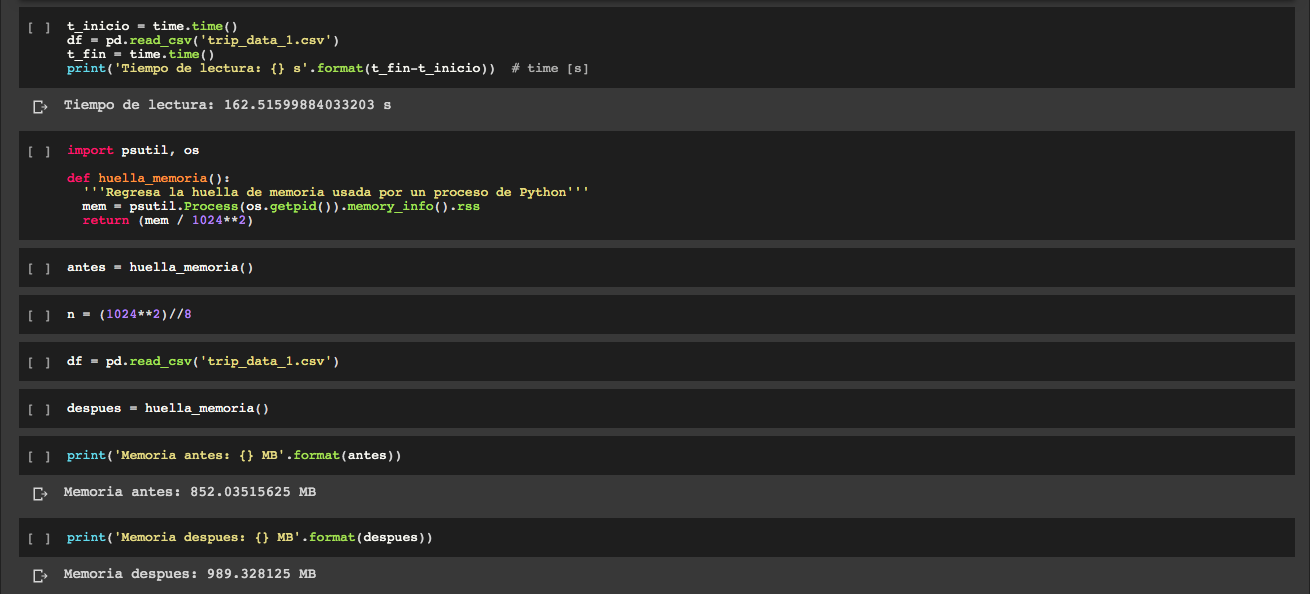 [ ] t_inicio = time.time()
df = pd.read_csv('trip_data_1.csv')
t_fin = time.time()
print('Tiempo de lectura: {} s'.format(t_fin-t_inicio))  # time [s]
Tiempo de lectura: 162.51599884033203 s
[ ] import psutil, os
def huella_memoria():
'''Regresa la huella de memoria usada por un proceso de Python'''
mem = psutil.Process(os.getpid()).memory_info().rss
return (mem / 1024**2)
[ ] antes = huella_memoria()
[ ] n = (1024**2)//8
[ ] df = pd.read_csv('trip_data_1.csv')
[ ] despues = huella_memoria()
[ ] print('Memoria antes: {} MB'.format(antes))
Memoria antes: 852.03515625 MB
[ ] print('Memoria despues: {} MB'.format(despues))
Memoria despues: 989.328125 MB